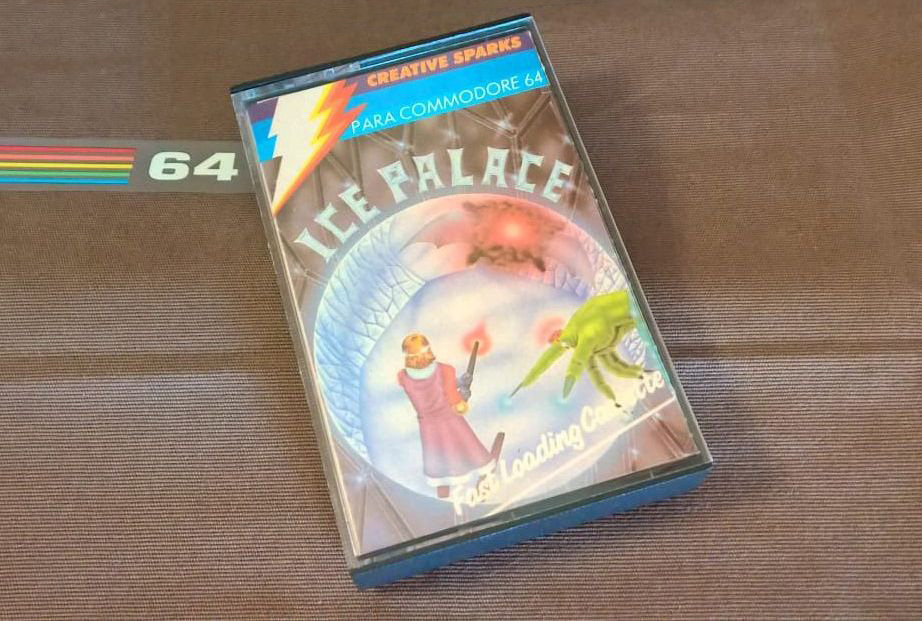 CREATIVE SPARKS
PARA COMMODORE 64
64
ICE PALACE
Fast Loading Cassette